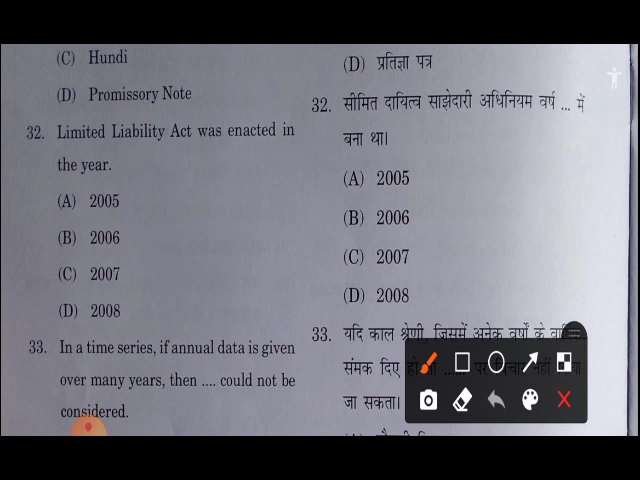 (C) Hundi
(D) Promissory Note
32. Limited Liability Act was enacted in
the year.
(A) 2005
(B) 2006
(C) 2007
(D) 2008
33. In a time series, if annual data is given
over many years, then .... could not be
considered.
(D) प्रतिज्ञा पत्र
32. सीमित दायित्व साझेदारी अधिनियम वर्ष ... में
बना था।
(A) 2005
(B) 2006
(C) 2007
(D) 2008
33. यदि काल श्रेणी, जिसमें अनेक वर्षों के
संमक दिए
जा सकता।